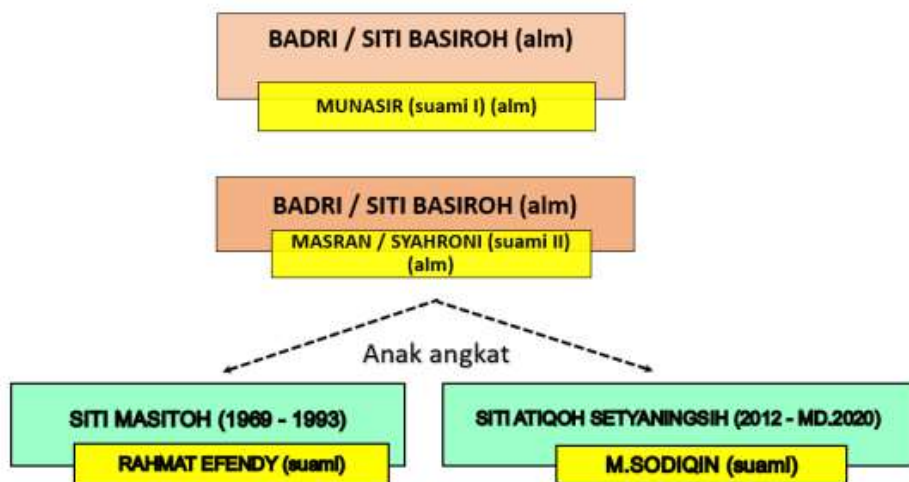 BADRI / SITI BASIROH (alm)
MUNASIR (suami I) (alm)
BADRI / SITI BASIROH (alm)
MASRAN / SYAHRONI (suami II)
(alm)
Anak angkat
SITI MASITOH (1969 - 1993)
RAHMAT EFENDY (suami)
SITI ATIQOH SETYANINGSIH (2012 - MD.2020)
M.SODIQIN (suami)